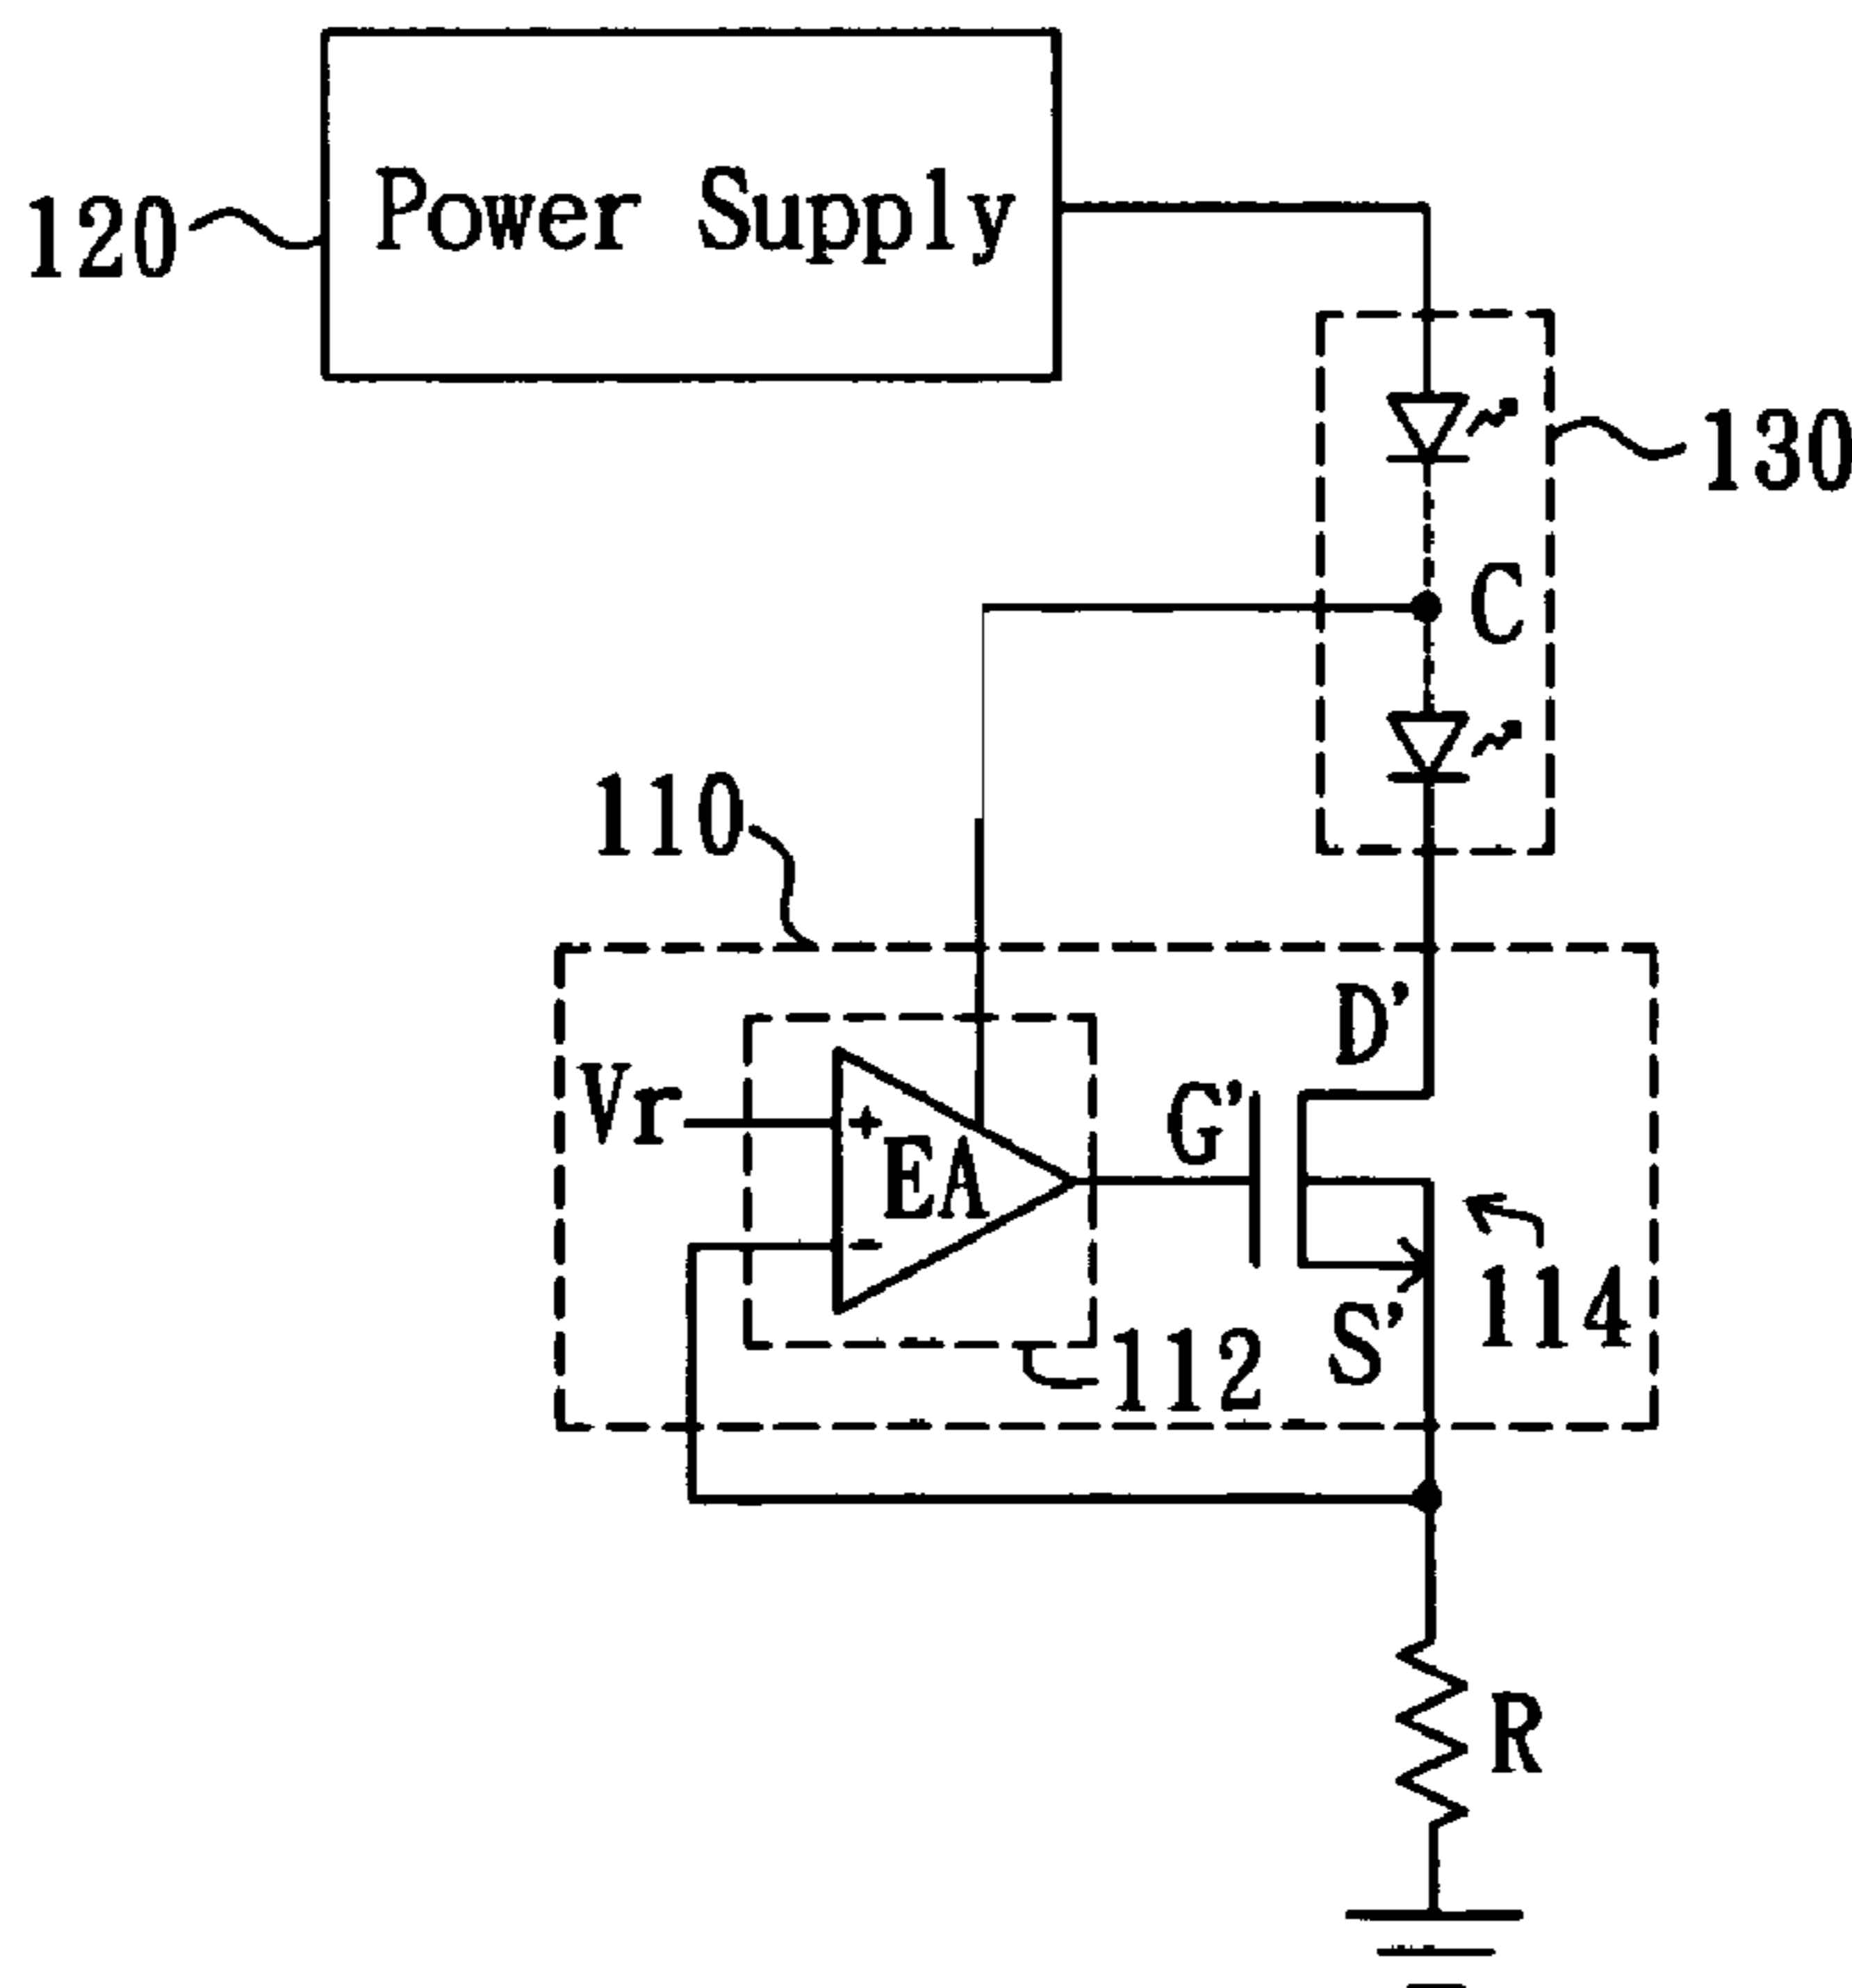 Power Supply
120
130
C
110
D'
Vr
G'
+
EA
-
114
S'
112
R